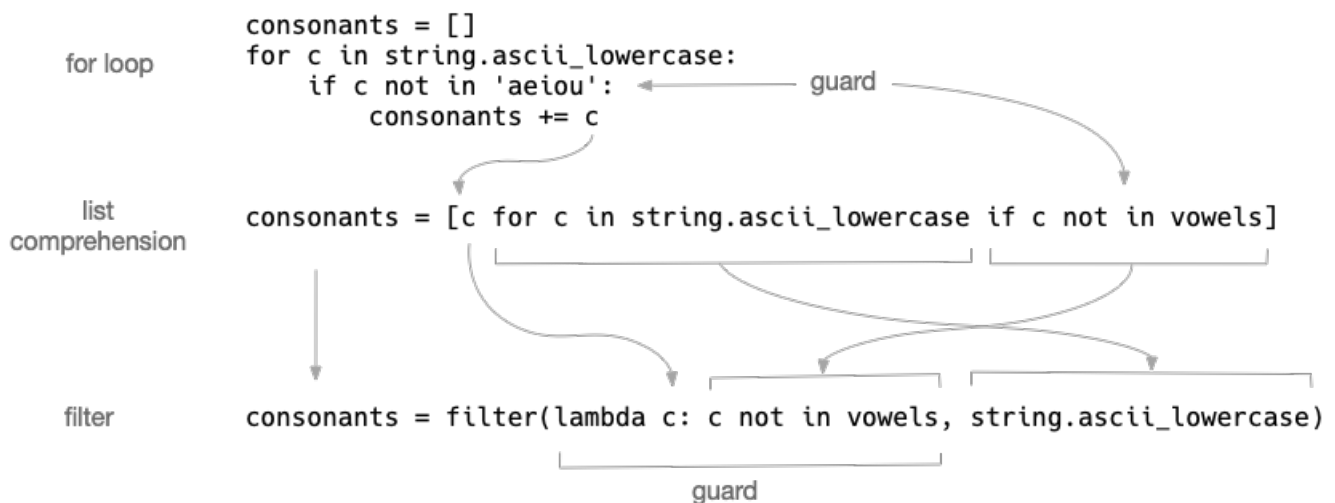 consonants = []
for loop
for c in string.ascii_lowercase:
if c not in 'aeiou':
guard
consonants += c
list
comprehension
consonants = [c for c in string.ascii_lowercase if c not in vowels]
filter
consonants = filter(lambda c: c not in vowels, string.ascii_lowercase)
guard